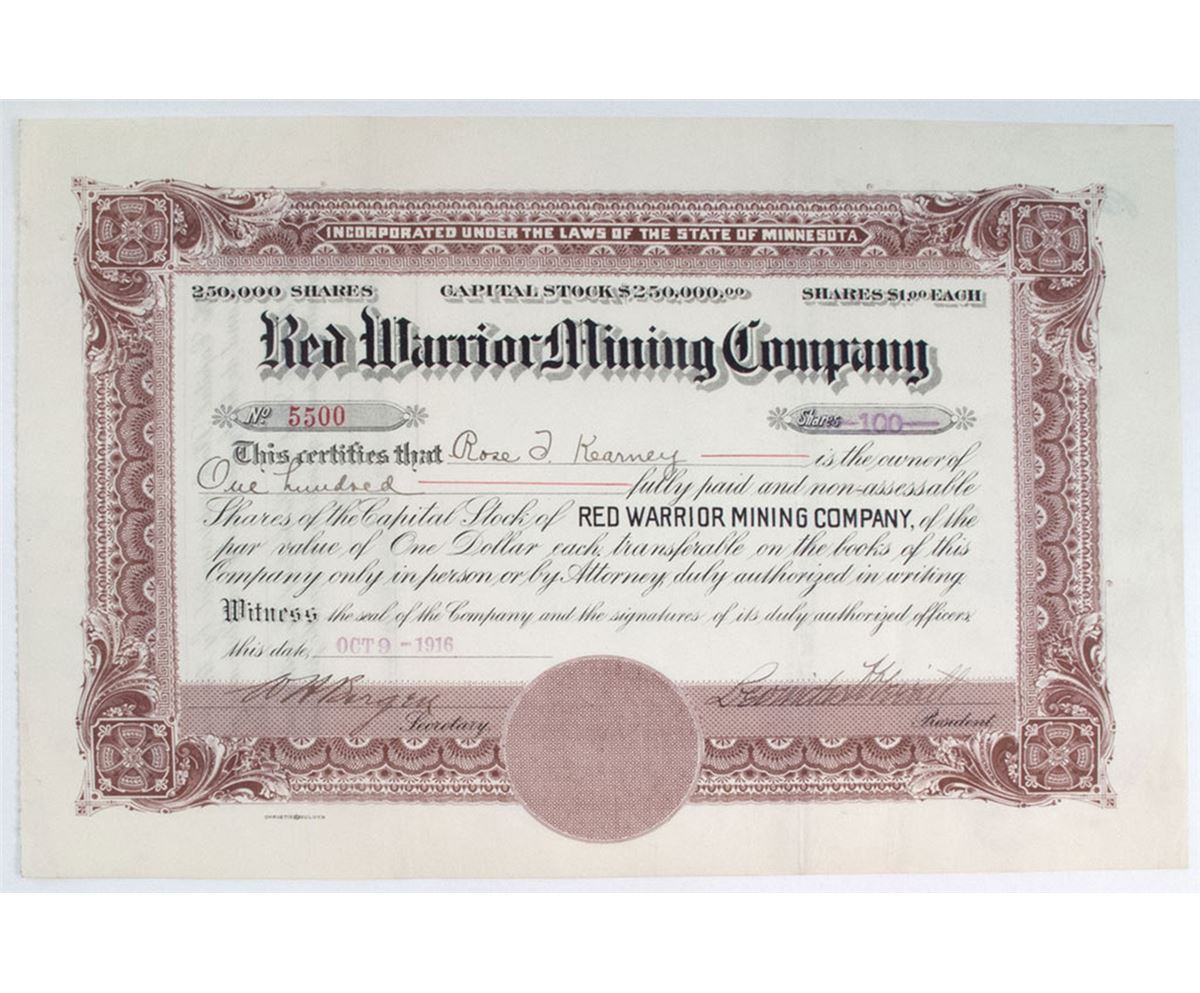 INCORPORATED UNDER THE LAWS OF THE STATE OF MINNESOTA
250,000 SHARES CAPITAL STOCK $250,000.00 SHARES $1.00 EACH
Red Warrior Mining Company
No 5500 Shares 100
This certifies that Rose T. Kearney is the owner of
One hundred fully paid and non-assessable
Shares of the Capital Stock of RED WARRIOR MINING COMPANY, of the
par value of One Dollar each, transferable on the books of this
Company only in person or by Attorney, duly authorized in writing
Witness the seal of the Company and the signatures of its duly authorized officers,
this date, OCT 9 - 1916
Secretary. President.